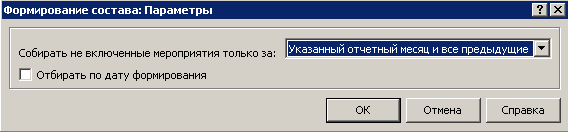 Формирование состава: Параметры
Собирать не включенные мероприятия только за: Указанный отчетный месяц и все предыдущие
Отбирать по дату формирования
ОК Отмена Справка